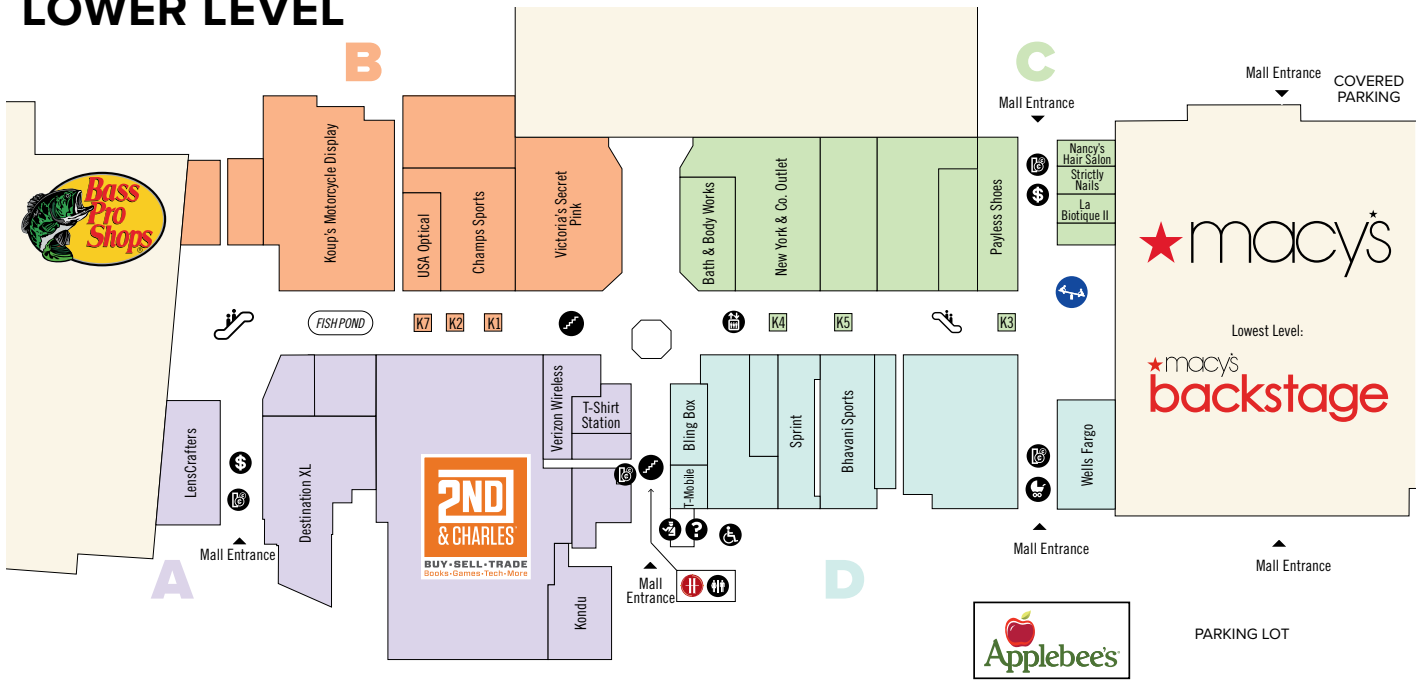 LOWER LEVEL
B
C
Mall Entrance
COVERED
PARKING
Mall Entrance
Bass
Pro
Shops
Koup's Motorcycle Display
USA Optical
Champs Sports
Victoria's Secret
Pink
Bath & Body Works
New York & Co. Outlet
Payless Shoes
Nancy's
Hair Salon
Strictly
Nails
La
Biotique II
macy's
Lowest Level:
macy's
backstage
FISH POND
K7
K2
K1
K4
K5
K3
LensCrafters
$
$
Destination XL
2ND
& CHARLES
BUY•SELL•TRADE
Books•Games•Tech•More
Verizon Wireless
T-Shirt
Station
Kondu
Bling Box
T-Mobile
?
Sprint
Bhavani Sports
Wells Fargo
Mall Entrance
A
Mall
Entrance
D
Mall Entrance
Mall Entrance
Applebee's
PARKING LOT